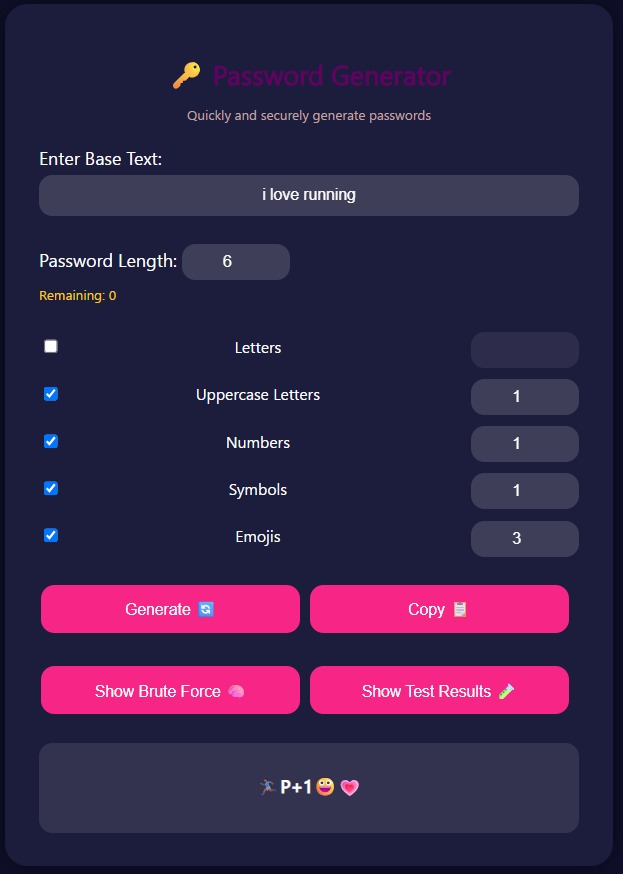 🔑 Password Generator
Quickly and securely generate passwords
Enter Base Text:
i love running
Password Length: 6
Remaining: 0
Letters
Uppercase Letters 1
Numbers 1
Symbols 1
Emojis 3
Generate 🔄 Copy 📋
Show Brute Force 🧠 Show Test Results 🧪
🏃🏿‍♂️P+1😀💗